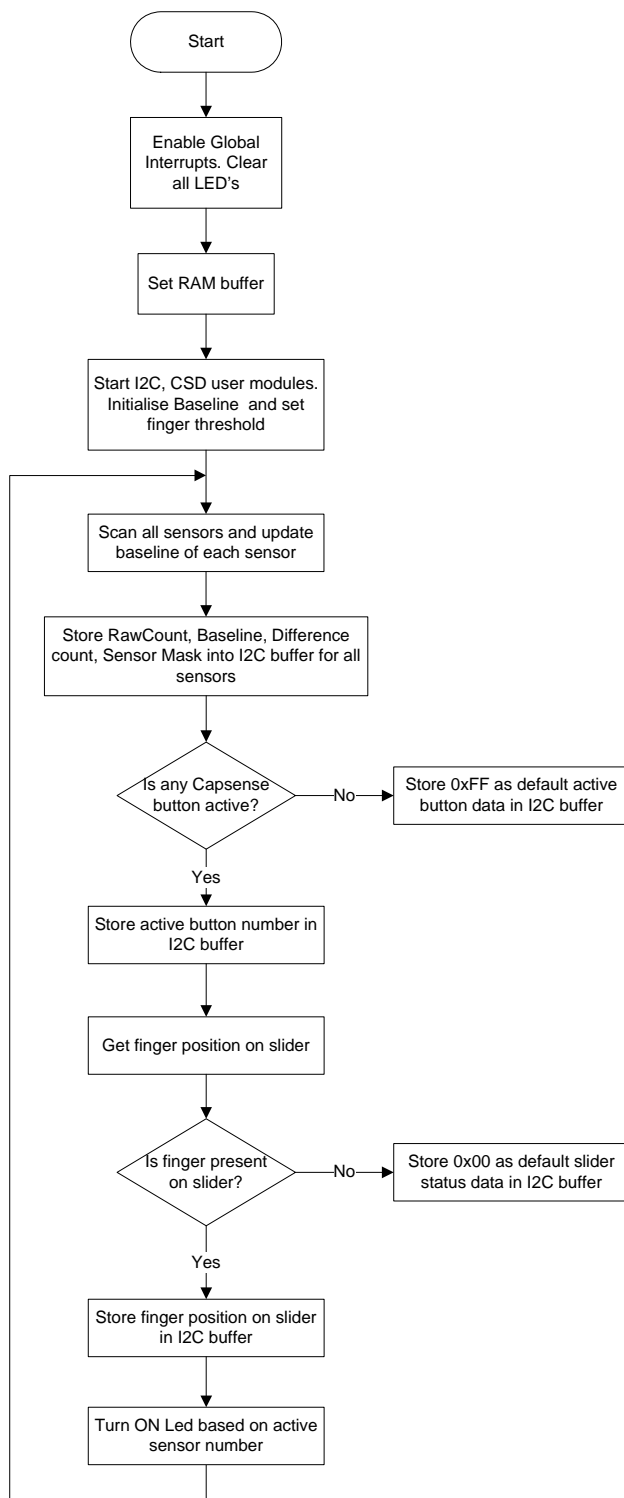 Start
Enable Global
Interrupts. Clear
all LED's
Set RAM buffer
Start I2C, CSD user modules.
Initialise Baseline and set
finger threshold
Scan all sensors and update
baseline of each sensor
Store RawCount, Baseline, Difference
count, Sensor Mask into I2C buffer for all
sensors
Is any Capsense
button active?
No
Store 0xFF as default active
button data in I2C buffer
Yes
Store active button number in
I2C buffer
Get finger position on slider
Is finger present
on slider?
No
Store 0x00 as default slider
status data in I2C buffer
Yes
Store finger position on slider
in I2C buffer
Turn ON Led based on active
sensor number